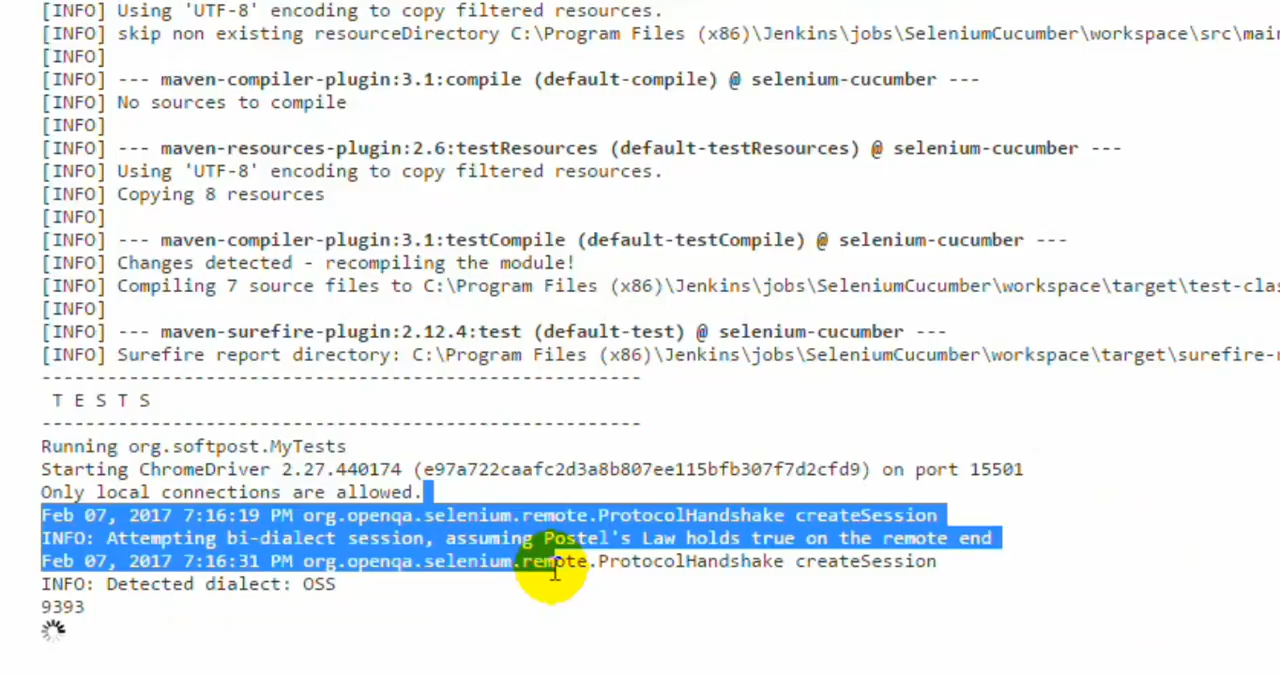 [INFO] Using 'UTF-8' encoding to copy filtered resources.
[INFO] skip non existing resourceDirectory C:\Program Files (x86)\Jenkins\jobs\SeleniumCucumber\workspace\src\main
[INFO]
[INFO] --- maven-compiler-plugin:3.1:compile (default-compile) @ selenium-cucumber ---
[INFO] No sources to compile
[INFO]
[INFO] --- maven-resources-plugin:2.6:testResources (default-testResources) @ selenium-cucumber ---
[INFO] Using 'UTF-8' encoding to copy filtered resources.
[INFO] Copying 8 resources
[INFO]
[INFO] --- maven-compiler-plugin:3.1:testCompile (default-testCompile) @ selenium-cucumber ---
[INFO] Changes detected - recompiling the module!
[INFO] Compiling 7 source files to C:\Program Files (x86)\Jenkins\jobs\SeleniumCucumber\workspace\target\test-clas
[INFO]
[INFO] --- maven-surefire-plugin:2.12.4:test (default-test) @ selenium-cucumber ---
[INFO] Surefire report directory: C:\Program Files (x86)\Jenkins\jobs\SeleniumCucumber\workspace\target\surefire-r
-------------------------------------------------------
T E S T S
-------------------------------------------------------
Running org.softpost.MyTests
Starting ChromeDriver 2.27.440174 (e97a722caafc2d3a8b807ee115bfb307f7d2cfd9) on port 15501
Only local connections are allowed.
Feb 07, 2017 7:16:19 PM org.openqa.selenium.remote.ProtocolHandshake createSession
INFO: Attempting bi-dialect session, assuming Postel's Law holds true on the remote end
Feb 07, 2017 7:16:31 PM org.openqa.selenium.remote.ProtocolHandshake createSession
INFO: Detected dialect: OSS
9393